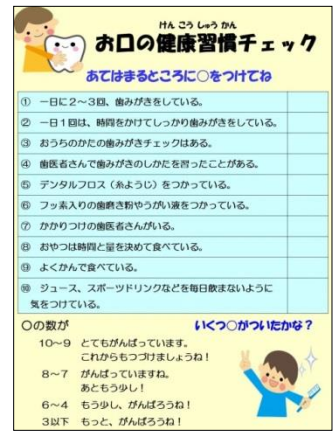 けんこうしゅうかん
お口の健康習慣チェック
あてはまるところに○をつけてね
① 一日に2~3回、歯みがきをしている。
② 一日1回は、時間をかけてしっかり歯みがきをしている。
③ おうちのかたの歯みがきチェックはある。
④ 歯医者さんで歯みがきのしかたを習ったことがある。
⑤ デンタルフロス(糸ようじ)をつかっている。
⑥ フッ素入りの歯磨き粉やうがい液をつかっている。
⑦ かかりつけの歯医者さんがいる。
⑧ おやつは時間と量を決めて食べている。
⑨ よくかんで食べている。
⑩ ジュース、スポーツドリンクなどを毎日飲まないように
気をつけている。
○の数が いくつ○がついたかな?
10~9 とてもがんばっています。
これからもつづけましょうね!
8~7 がんばっていますね。
あともう少し!
6~4 もう少し、がんばろうね!
3以下 もっと、がんばろうね!